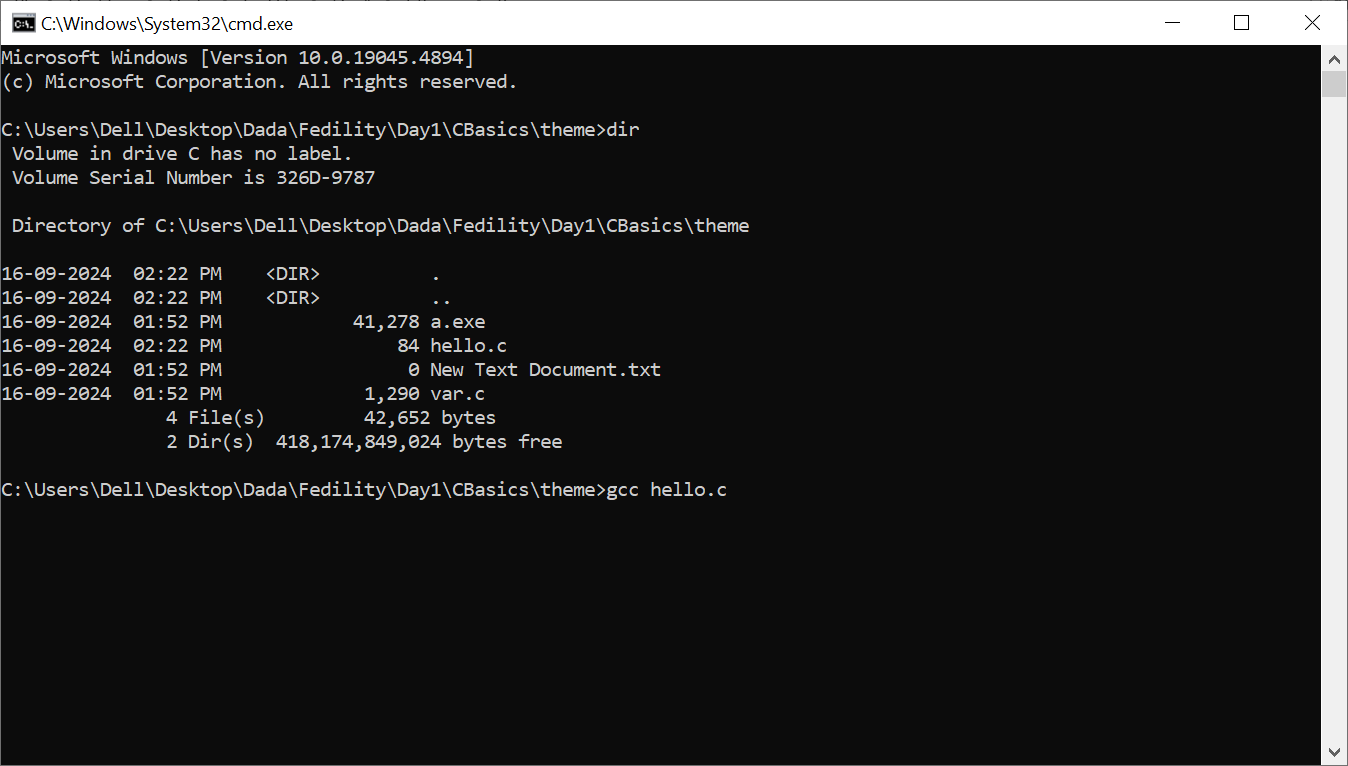 C:\Windows\System32\cmd.exe
Microsoft Windows [Version 10.0.19045.4894]
(c) Microsoft Corporation. All rights reserved.
C:\Users\Dell\Desktop\Dada\Fedility\Day1\CBasics\theme>dir
 Volume in drive C has no label.
 Volume Serial Number is 326D-9787
 Directory of C:\Users\Dell\Desktop\Dada\Fedility\Day1\CBasics\theme
16-09-2024  02:22 PM    <DIR>          .
16-09-2024  02:22 PM    <DIR>          ..
16-09-2024  01:52 PM            41,278 a.exe
16-09-2024  02:22 PM                84 hello.c
16-09-2024  01:52 PM                 0 New Text Document.txt
16-09-2024  01:52 PM             1,290 var.c
               4 File(s)         42,652 bytes
               2 Dir(s)  418,174,849,024 bytes free
C:\Users\Dell\Desktop\Dada\Fedility\Day1\CBasics\theme>gcc hello.c